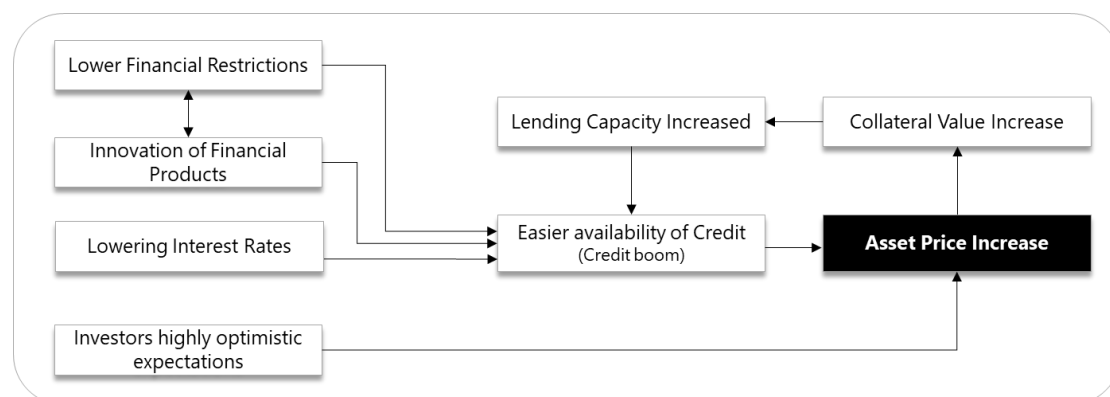 Lower Financial Restrictions
Innovation of Financial
Products
Lowering Interest Rates
Investors highly optimistic
expectations
Lending Capacity Increased
Collateral Value Increase
Easier availability of Credit
(Credit boom)
Asset Price Increase